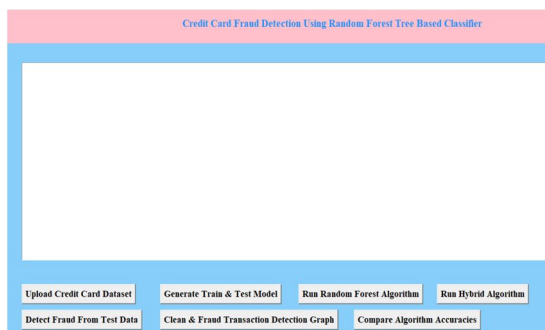 Credit Card Fraud Detection Using Random Forest Tree Based Classifier
Upload Credit Card Dataset Generate Train & Test Model Run Random Forest Algorithm Run Hybrid Algorithm
Detect Fraud From Test Data Clean & Fraud Transaction Detection Graph Compare Algorithm Accuracies